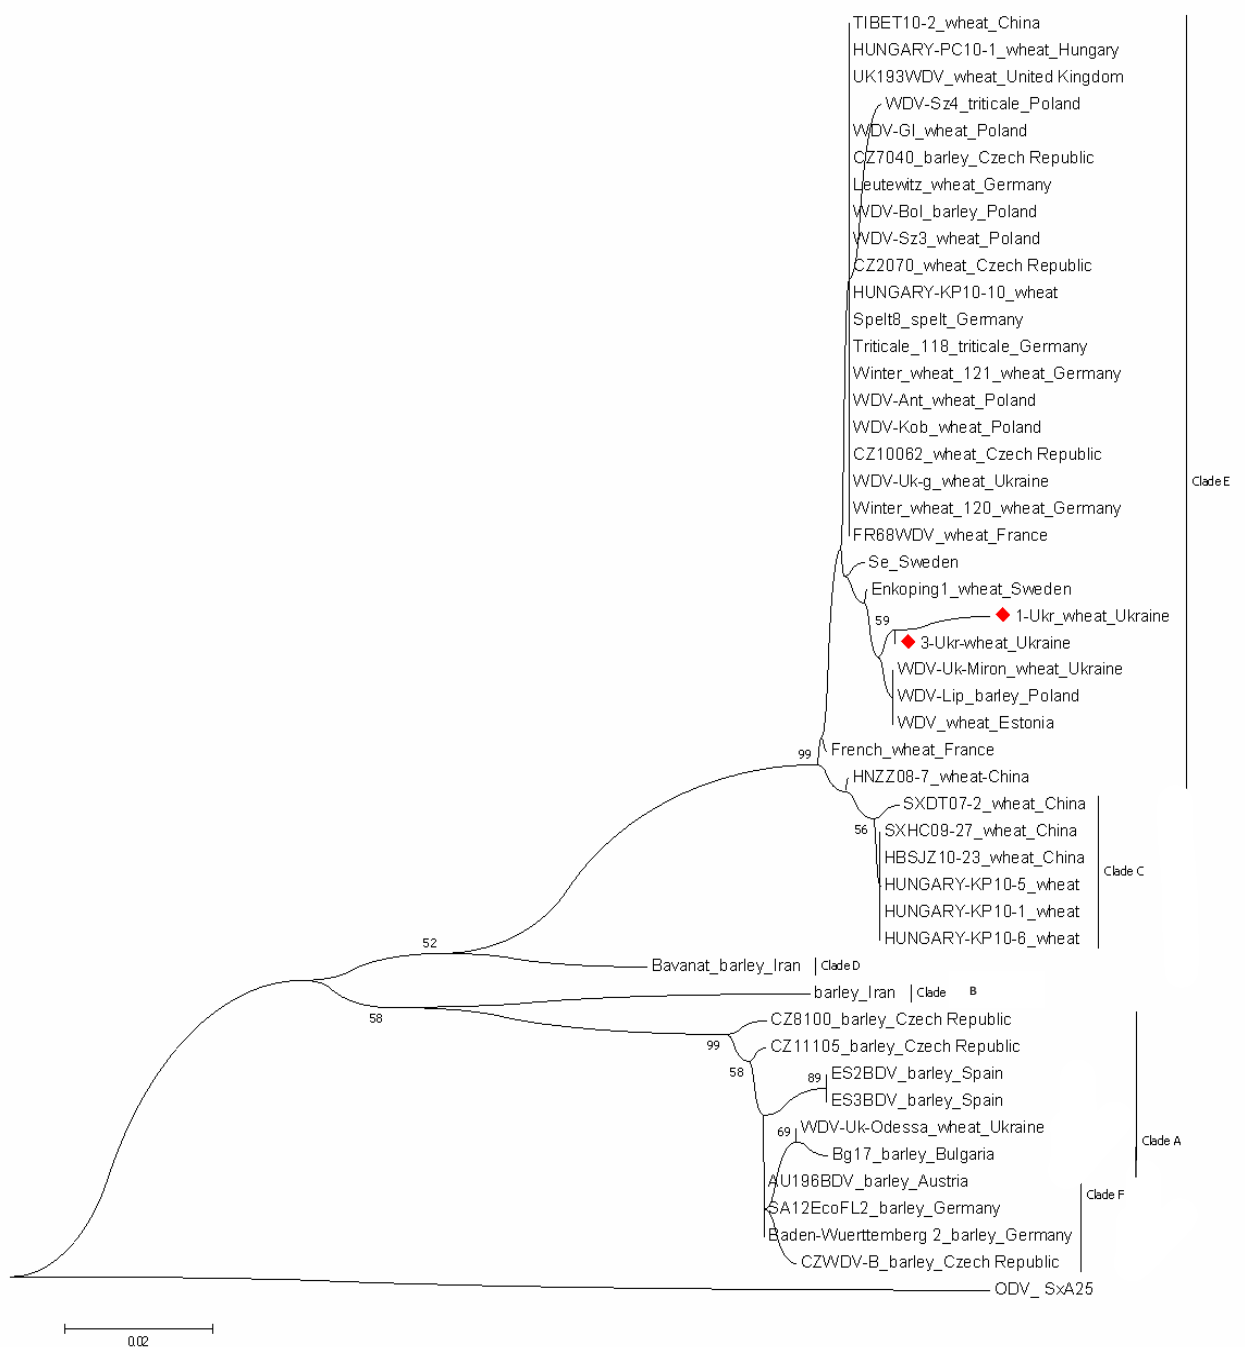 TIBET10-2_wheat_China
HUNGARY-PC10-1_wheat_Hungary
UK193WDV_wheat_United Kingdom
WDV-Sz4_triticale_Poland
WDV-Gl_wheat_Poland
CZ7040_barley_Czech Republic
Leutewitz_wheat_Germany
WDV-Bol_barley_Poland
WDV-Sz3_wheat_Poland
CZ2070_wheat_Czech Republic
HUNGARY-KP10-10_wheat
Spelt8_spelt_Germany
Triticale_118_triticale_Germany
Winter_wheat_121_wheat_Germany
WDV-Ant_wheat_Poland
WDV-Kob_wheat_Poland
CZ10062_wheat_Czech Republic
WDV-Uk-g_wheat_Ukraine
Clade E
Winter_wheat_120_wheat_Germany
FR68WDV_wheat_France
Se_Sweden
Enkoping1_wheat_Sweden
59
1-Ukr_wheat_Ukraine
3-Ukr-wheat_Ukraine
WDV-Uk-Miron_wheat_Ukraine
WDV-Lip_barley_Poland
WDV_wheat_Estonia
99
French_wheat_France
HNZZ08-7_wheat-China
SXDT07-2_wheat_China
56
SXHC09-27_wheat_China
HBSJZ10-23_wheat_China
Clade C
HUNGARY-KP10-5_wheat
HUNGARY-KP10-1_wheat
HUNGARY-KP10-6_wheat
52
Bavanat_barley_Iran
Clade D
barley_Iran
Clade B
58
CZ8100_barley_Czech Republic
99
CZ11105_barley_Czech Republic
58
89
ES2BDV_barley_Spain
ES3BDV_barley_Spain
69
WDV-Uk-Odessa_wheat_Ukraine
Clade A
Bg17_barley_Bulgaria
AU196BDV_barley_Austria
Clade F
SA12EcoFL2_barley_Germany
Baden-Wuerttemberg 2_barley_Germany
CZWDV-B_barley_Czech Republic
ODV_ SxA25
0.02